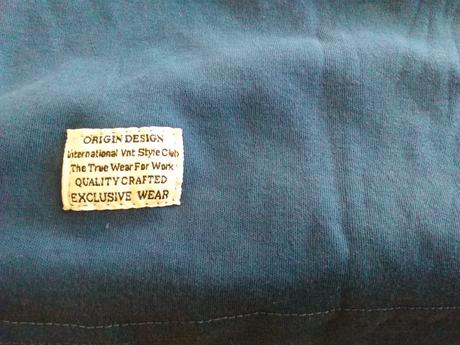 ORIGIN DESIGN
International Vnt Style Club
The True Wear For Work
QUALITY CRAFTED
EXCLUSIVE WEAR